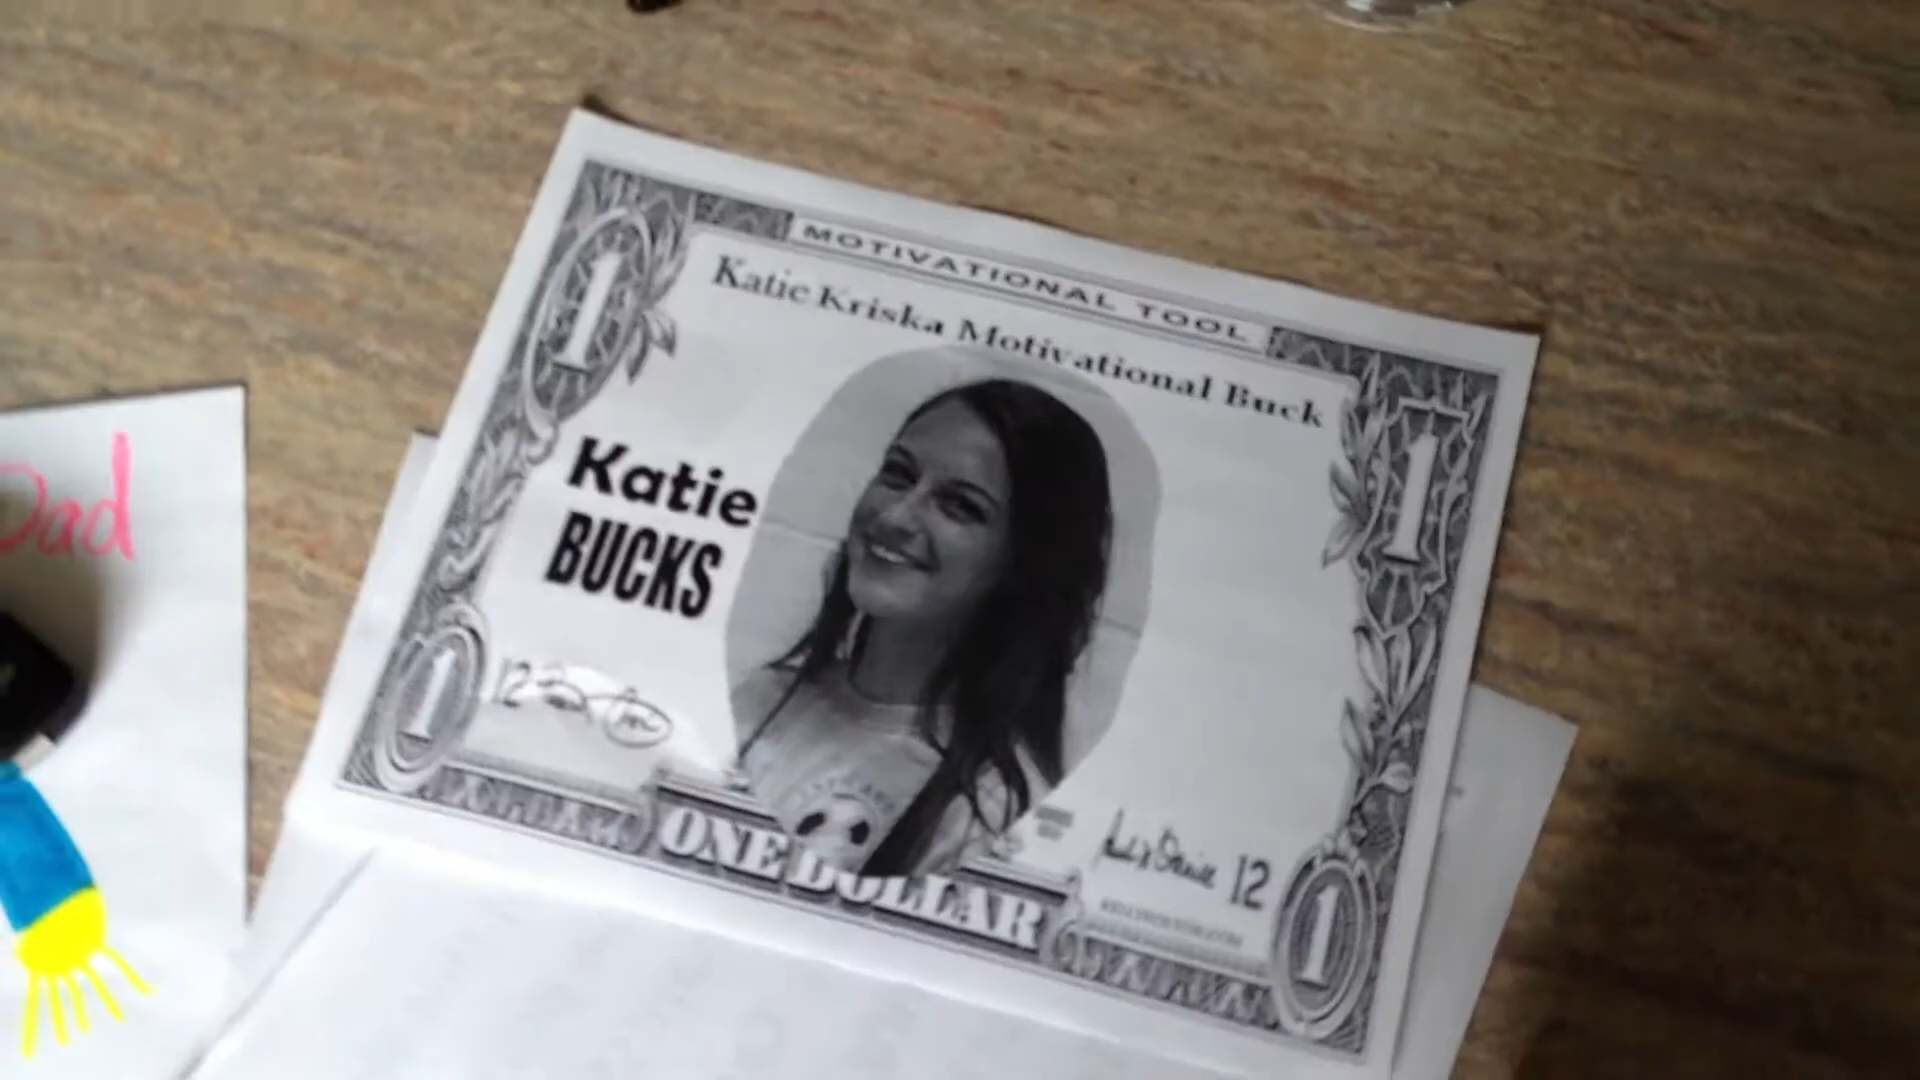 MOTIVATIONAL TOOL
Katie Kriska Motivational Buck
1
1
Katie
BUCKS
Dad
12
12
1
1
ONE DOLLAR